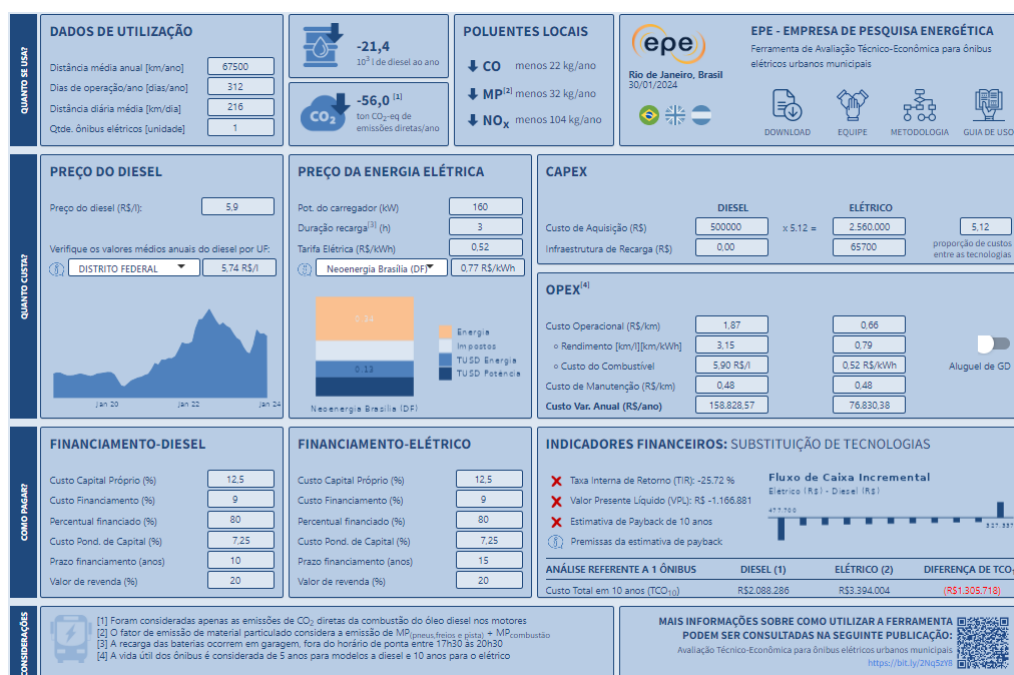 QUANTO SE USA?
DADOS DE UTILIZAÇÃO
Distância média anual [km/ano] 67500
Dias de operação/ano [dias/ano] 312
Distância diária média [km/dia] 216
Qtde. ônibus elétricos [unidade] 1
-21,4
10³ l de diesel ao ano
CO₂
-56,0 [1]
ton CO₂-eq de
emissões diretas/ano
POLUENTES LOCAIS
CO menos 22 kg/ano
MP[2] menos 32 kg/ano
NOx menos 104 kg/ano
epe
Rio de Janeiro, Brasil
30/01/2024
EPE - EMPRESA DE PESQUISA ENERGÉTICA
Ferramenta de Avaliação Técnico-Econômica para ônibus
elétricos urbanos municipais
DOWNLOAD EQUIPE METODOLOGIA GUIA DE USO
QUANTO CUSTA?
PREÇO DO DIESEL
Preço do diesel (R$/l): 5,9
Verifique os valores médios anuais do diesel por UF:
DISTRITO FEDERAL 5,74 R$/l
jan 20 jan 22 jan 24
PREÇO DA ENERGIA ELÉTRICA
Pot. do carregador (kW) 160
Duração recarga[3] (h) 3
Tarifa Elétrica (R$/kWh) 0,52
Neoenergia Brasília (DF) 0,77 R$/kWh
0.34
0.13
Energia
Impostos
TUSD Energia
TUSD Potência
Neoenergia Brasília (DF)
CAPEX
DIESEL ELÉTRICO
Custo de Aquisição (R$) 500000 x 5.12 = 2.560.000 5,12
Infraestrutura de Recarga (R$) 0,00 65700
proporção de custos
entre as tecnologias
OPEX[4]
Custo Operacional (R$/km) 1,87 0,66
Rendimento [km/l][km/kWh] 3,15 0,79
Custo do Combustível 5,90 R$/l 0,52 R$/kWh
Custo de Manutenção (R$/km) 0,48 0,48
Custo Var. Anual (R$/ano) 158.828,57 76.830,38
Aluguel de GD
COMO PAGAR?
FINANCIAMENTO-DIESEL
Custo Capital Próprio (%) 12,5
Custo Financiamento (%) 9
Percentual financiado (%) 80
Custo Pond. de Capital (%) 7,25
Prazo financiamento (anos) 10
Valor de revenda (%) 20
FINANCIAMENTO-ELÉTRICO
Custo Capital Próprio (%) 12,5
Custo Financiamento (%) 9
Percentual financiado (%) 80
Custo Pond. de Capital (%) 7,25
Prazo financiamento (anos) 15
Valor de revenda (%) 20
INDICADORES FINANCEIROS: SUBSTITUIÇÃO DE TECNOLOGIAS
Taxa Interna de Retorno (TIR): -25.72 %
Valor Presente Líquido (VPL): R$ -1.166.881
Estimativa de Payback de 10 anos
Premissas da estimativa de payback
Fluxo de Caixa Incremental
Elétrico (R$) - Diesel (R$)
ANÁLISE REFERENTE A 1 ÔNIBUS DIESEL (1) ELÉTRICO (2) DIFERENÇA DE TCO
Custo Total em 10 anos (TCO₁₀) R$2.088.286 R$3.394.004 (R$1.305.718)
CONSIDERAÇÕES
[1] Foram consideradas apenas as emissões de CO₂ diretas da combustão do óleo diesel nos motores
[2] O fator de emissão de material particulado considera a emissão de MP(pneus,freios e pista) + MPcombustão
[3] A recarga das baterias ocorrem em garagem, fora do horário de ponta entre 17h30 às 20h30
[4] A vida útil dos ônibus é considerada de 5 anos para modelos a diesel e 10 anos para o elétrico
MAIS INFORMAÇÕES SOBRE COMO UTILIZAR A FERRAMENTA
PODEM SER CONSULTADAS NA SEGUINTE PUBLICAÇÃO:
Avaliação Técnico-Econômica para ônibus elétricos urbanos municipais
https://bit.ly/2Nq5zY8